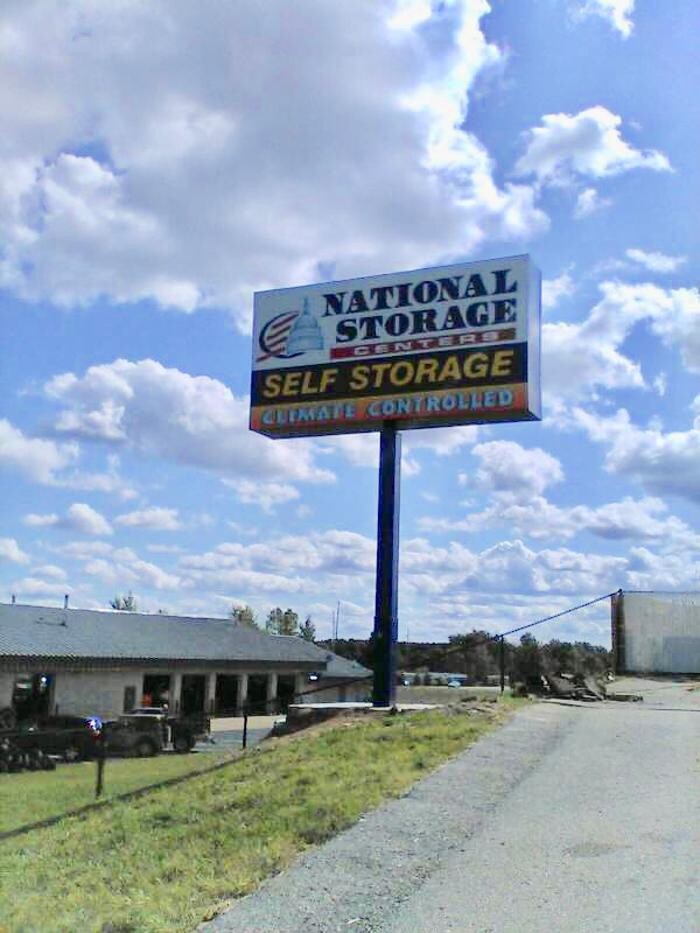 NATIONAL
STORAGE
CENTERS
SELF STORAGE
CLIMATE CONTROLLED